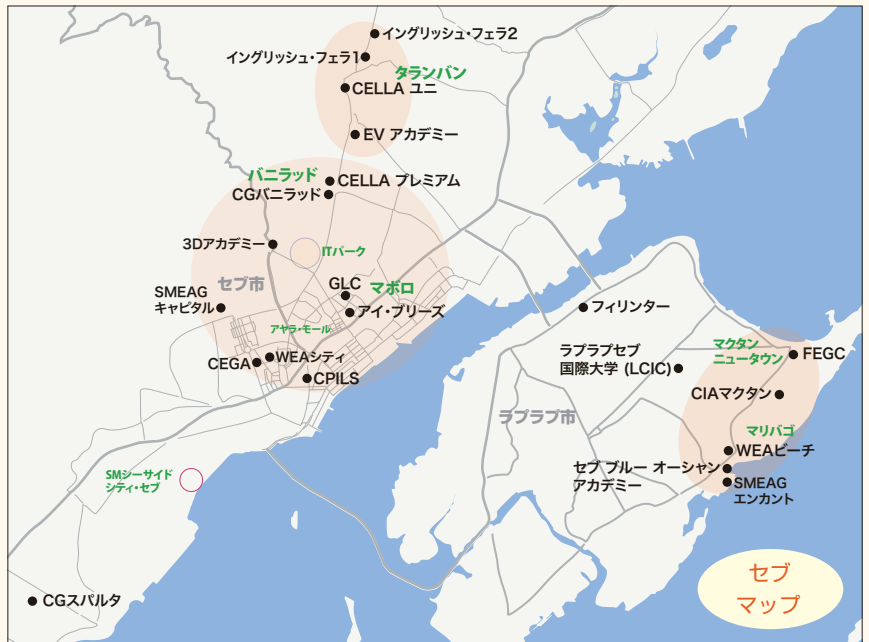 イングリッシュ・フェラ2
イングリッシュ・フェラ1
タランバン
CELLA ユニ
EV アカデミー
バニラッド
CELLA プレミアム
CGバニラッド
3Dアカデミー
ITパーク
セブ市
SMEAG
キャピタル
GLC
マボロ
アイ・ブリーズ
アヤラ・モール
WEAシティ
CEGA
CPILS
フィリンター
ラプラプセブ
国際大学 (LCIC)
マクタン
ニュータウン
FEGC
CIAマクタン
ラプラプ市
マリバゴ
WEAビーチ
セブ ブルー オーシャン
アカデミー
SMEAG
エンカント
SMシーサイド
シティ・セブ
CGスパルタ
セブ
マップ